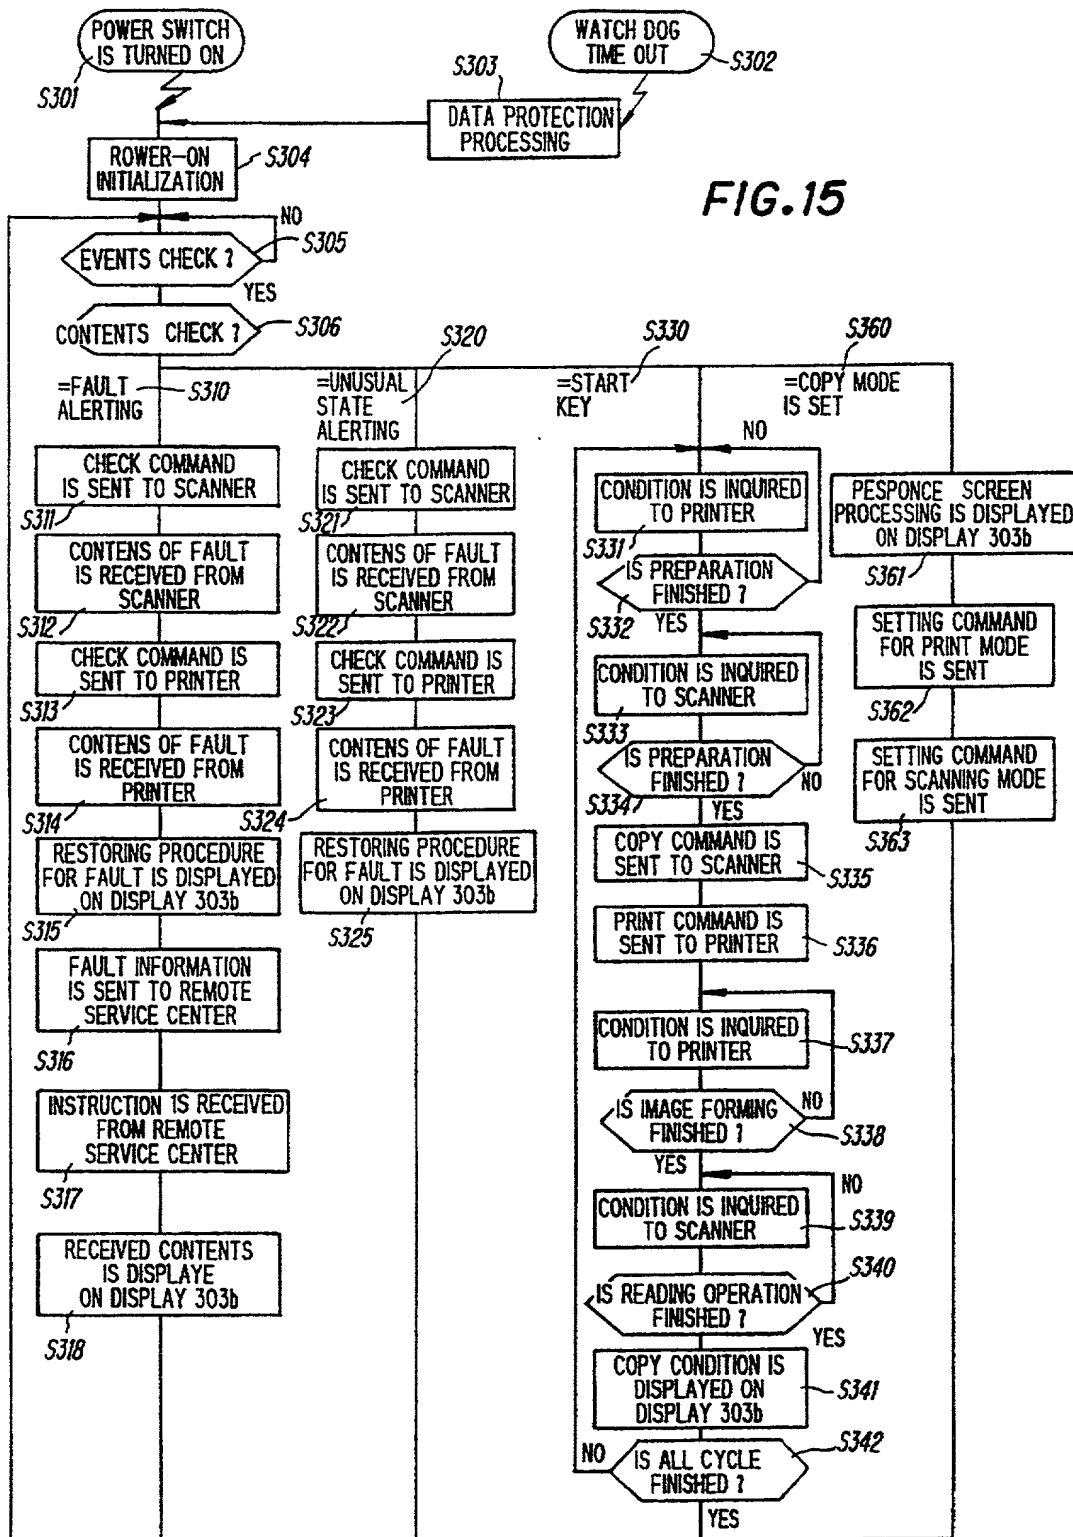 POWER SWITCH
IS TURNED ON
S301
WATCH DOG
TIME OUT
S302
S303
DATA PROTECTION
PROCESSING
ROWER-ON
INITIALIZATION
S304
FIG.15
NO
EVENTS CHECK ?
S305
YES
CONTENTS CHECK ?
S306
=FAULT
ALERTING
S310
CHECK COMMAND
IS SENT TO SCANNER
S311
CONTENS OF FAULT
IS RECEIVED FROM
SCANNER
S312
CHECK COMMAND IS
SENT TO PRINTER
S313
CONTENS OF FAULT
IS RECEIVED FROM
PRINTER
S314
RESTORING PROCEDURE
FOR FAULT IS DISPLAYED
ON DISPLAY 303b
S315
FAULT INFORMATION
IS SENT TO REMOTE
SERVICE CENTER
S316
INSTRUCTION IS RECEIVED
FROM REMOTE
SERVICE CENTER
S317
RECEIVED CONTENTS
IS DISPLAYE
ON DISPLAY 303b
S318
S320
=UNUSUAL
STATE
ALERTING
CHECK COMMAND
IS SENT TO SCANNER
S321
CONTENS OF FAULT
IS RECEIVED FROM
SCANNER
S322
CHECK COMMAND IS
SENT TO PRINTER
S323
CONTENS OF FAULT
IS RECEIVED FROM
PRINTER
S324
RESTORING PROCEDURE
FOR FAULT IS DISPLAYED
ON DISPLAY 303b
S325
S330
=START
KEY
NO
CONDITION IS INQUIRED
TO PRINTER
S331
IS PREPARATION
FINISHED ?
S332
YES
CONDITION IS INQUIRED
TO SCANNER
S333
IS PREPARATION
FINISHED ?
NO
S334
YES
COPY COMMAND IS
SENT TO SCANNER
S335
PRINT COMMAND IS
SENT TO PRINTER
S336
CONDITION IS INQUIRED
TO PRINTER
S337
NO
IS IMAGE FORMING
FINISHED ?
S338
YES
NO
CONDITION IS INQUIRED
TO SCANNER
S339
S340
IS READING OPERATION
FINISHED ?
YES
COPY CONDITION IS
DISPLAYED ON
DISPLAY 303b
S341
S342
NO
IS ALL CYCLE
FINISHED ?
YES
S360
=COPY MODE
IS SET
PESPONCE SCREEN
PROCESSING IS DISPLAYED
ON DISPLAY 303b
S361
SETTING COMMAND
FOR PRINT MODE
IS SENT
S362
SETTING COMMAND
FOR SCANNING MODE
IS SENT
S363